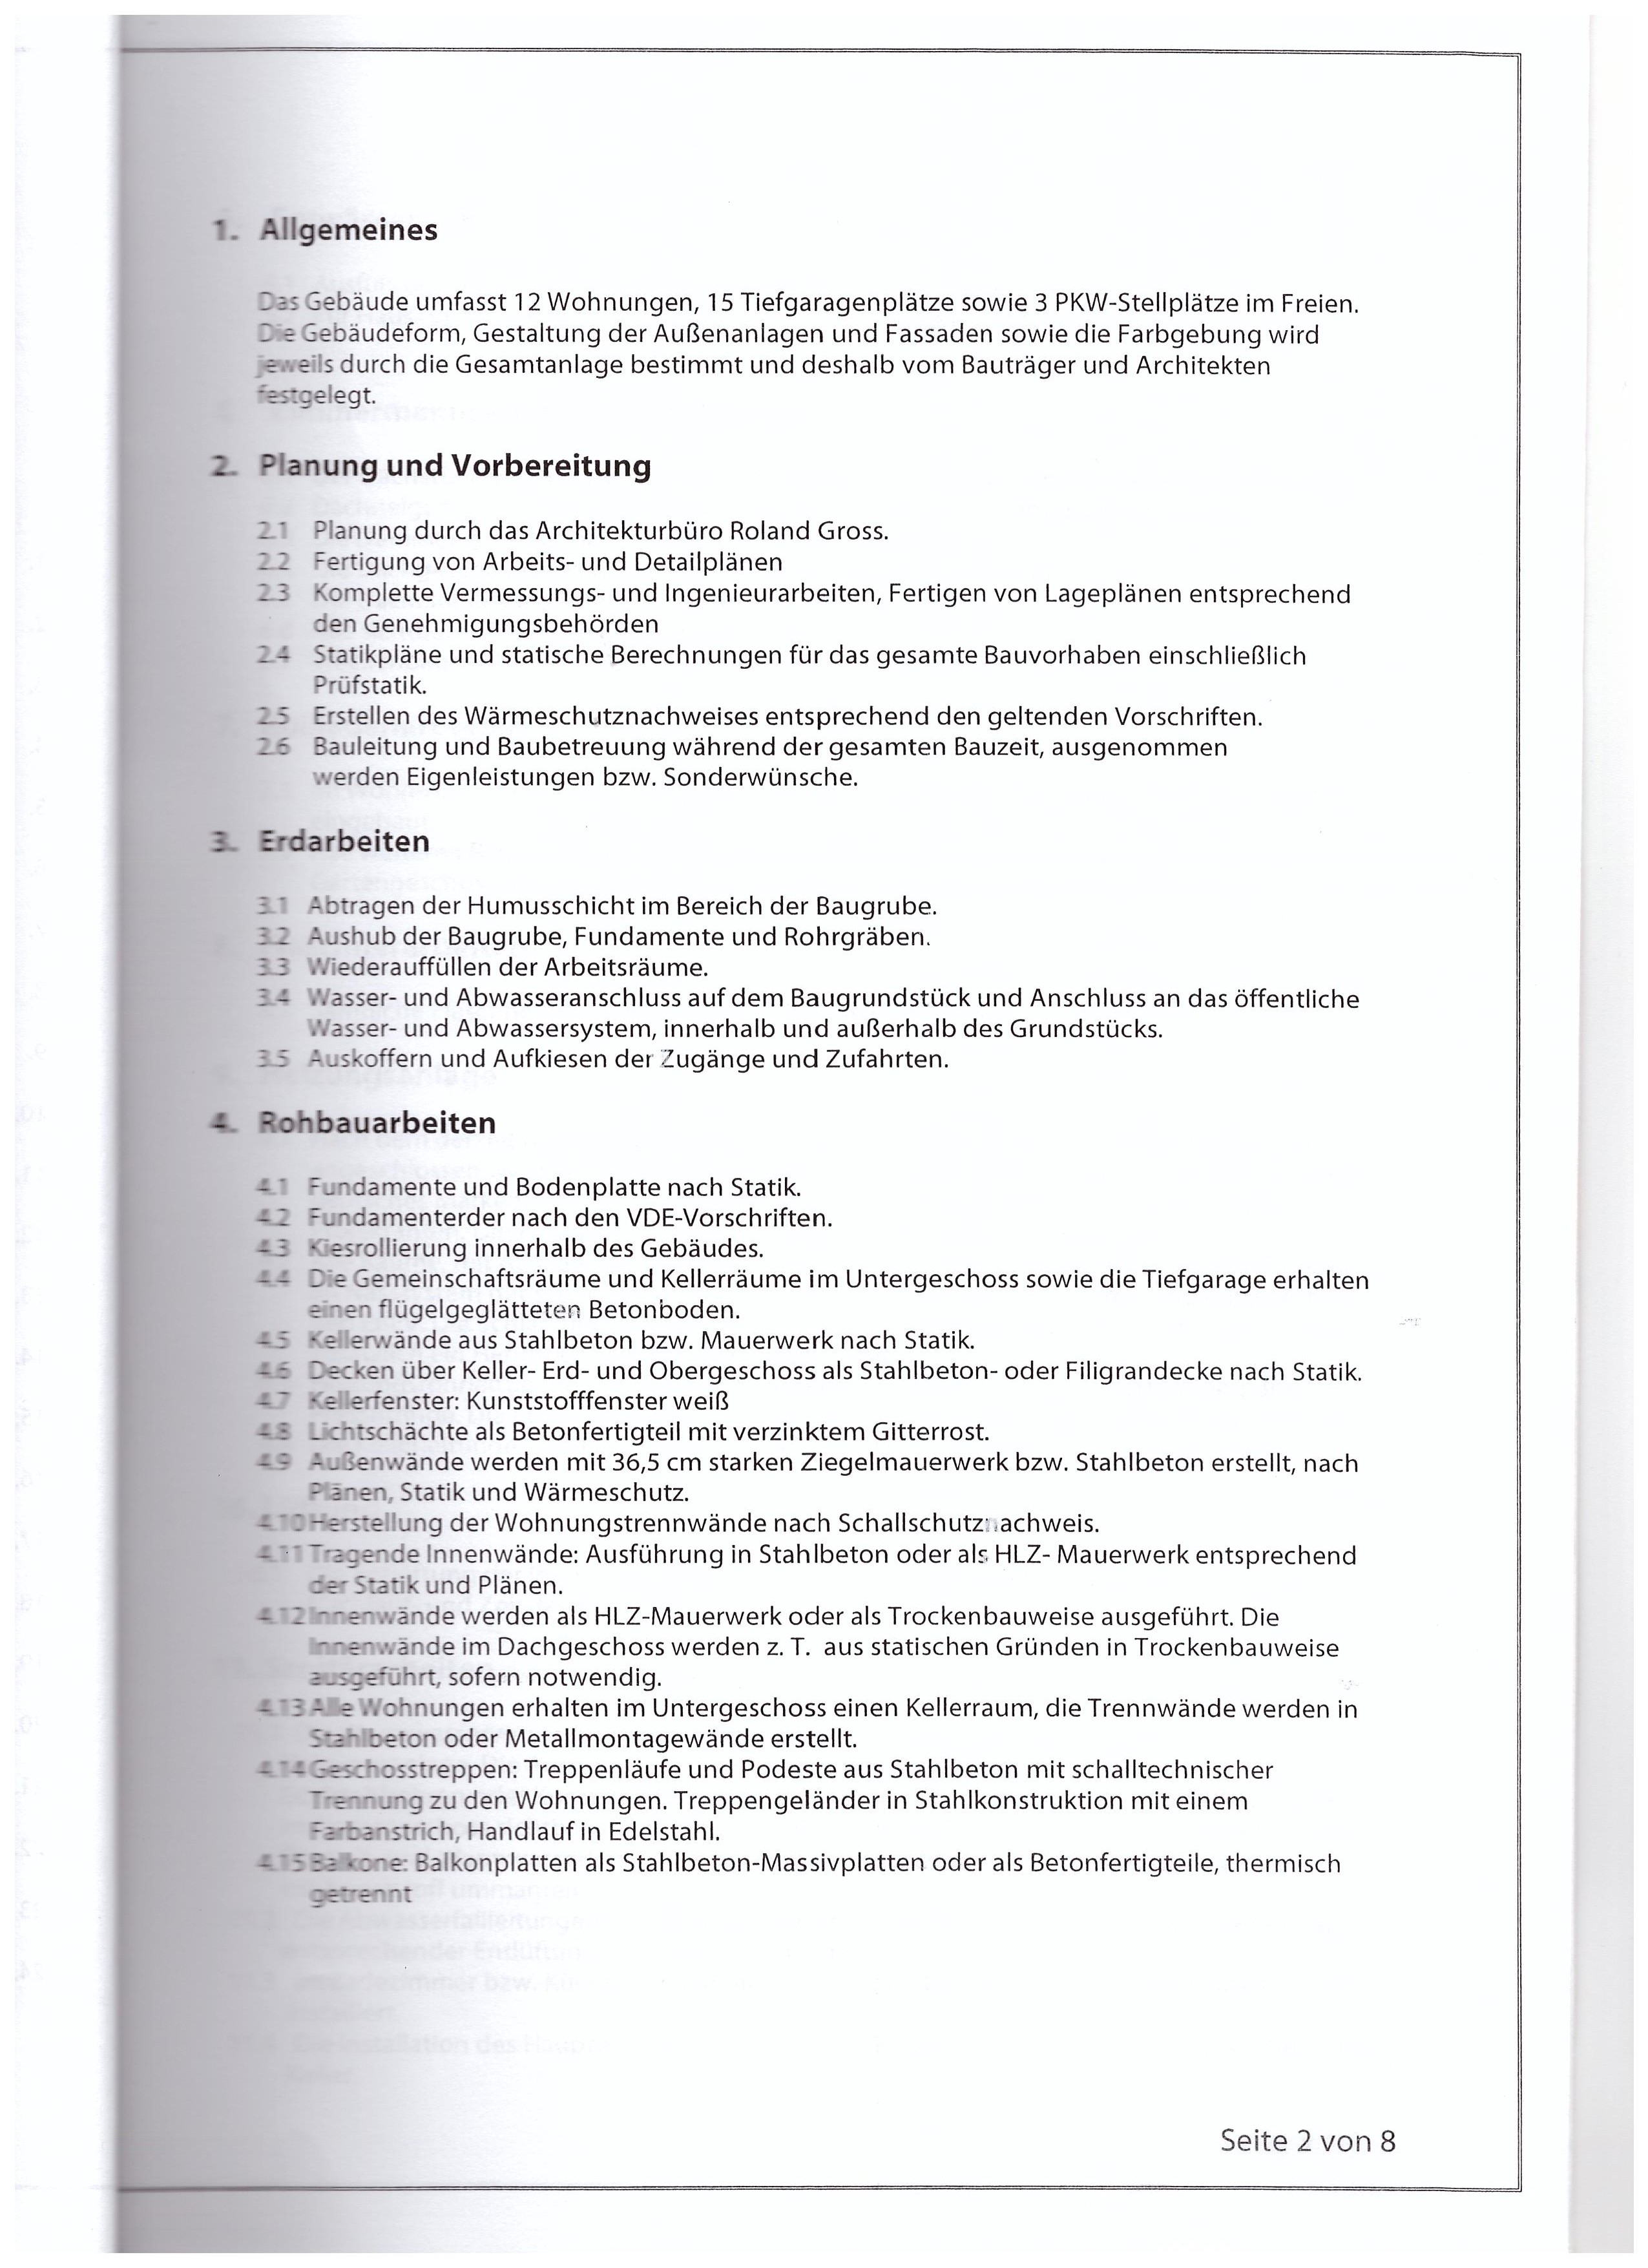 1. Allgemeines
Das Gebäude umfasst 12 Wohnungen, 15 Tiefgaragenplätze sowie 3 PKW-Stellplätze im Freien.
Die Gebäudeform, Gestaltung der Außenanlagen und Fassaden sowie die Farbgebung wird
jeweils durch die Gesamtanlage bestimmt und deshalb vom Bauträger und Architekten
festgelegt.
2. Planung und Vorbereitung
2.1 Planung durch das Architekturbüro Roland Gross.
2.2 Fertigung von Arbeits- und Detailplänen
2.3 Komplette Vermessungs- und Ingenieurarbeiten, Fertigen von Lageplänen entsprechend
den Genehmigungsbehörden
2.4 Statikpläne und statische Berechnungen für das gesamte Bauvorhaben einschließlich
Prüfstatik.
2.5 Erstellen des Wärmeschutznachweises entsprechend den geltenden Vorschriften.
2.6 Bauleitung und Baubetreuung während der gesamten Bauzeit, ausgenommen
werden Eigenleistungen bzw. Sonderwünsche.
3. Erdarbeiten
3.1 Abtragen der Humusschicht im Bereich der Baugrube.
3.2 Aushub der Baugrube, Fundamente und Rohrgräben.
3.3 Wiederauffüllen der Arbeitsräume.
3.4 Wasser- und Abwasseranschluss auf dem Baugrundstück und Anschluss an das öffentliche
Wasser- und Abwassersystem, innerhalb und außerhalb des Grundstücks.
3.5 Auskoffern und Aufkiesen der Zugänge und Zufahrten.
4. Rohbauarbeiten
4.1 Fundamente und Bodenplatte nach Statik.
4.2 Fundamenterder nach den VDE-Vorschriften.
4.3 Kiesrollierung innerhalb des Gebäudes.
4.4 Die Gemeinschaftsräume und Kellerräume im Untergeschoss sowie die Tiefgarage erhalten
einen flügelgeglätteten Betonboden.
4.5 Kellerwände aus Stahlbeton bzw. Mauerwerk nach Statik.
4.6 Decken über Keller- Erd- und Obergeschoss als Stahlbeton- oder Filigrandecke nach Statik.
4.7 Kellerfenster: Kunststofffenster weiß
4.8 Lichtschächte als Betonfertigteil mit verzinktem Gitterrost.
4.9 Außenwände werden mit 36,5 cm starken Ziegelmauerwerk bzw. Stahlbeton erstellt, nach
Plänen, Statik und Wärmeschutz.
4.10 Herstellung der Wohnungstrennwände nach Schallschutznachweis.
4.11 Tragende Innenwände: Ausführung in Stahlbeton oder als HLZ- Mauerwerk entsprechend
der Statik und Plänen.
4.12 Innenwände werden als HLZ-Mauerwerk oder als Trockenbauweise ausgeführt. Die
Innenwände im Dachgeschoss werden z. T. aus statischen Gründen in Trockenbauweise
ausgeführt, sofern notwendig.
4.13 Alle Wohnungen erhalten im Untergeschoss einen Kellerraum, die Trennwände werden in
Stahlbeton oder Metallmontagewände erstellt.
4.14 Geschosstreppen: Treppenläufe und Podeste aus Stahlbeton mit schalltechnischer
Trennung zu den Wohnungen. Treppengeländer in Stahlkonstruktion mit einem
Farbanstrich, Handlauf in Edelstahl.
4.15 Balkone: Balkonplatten als Stahlbeton-Massivplatten oder als Betonfertigteile, thermisch
getrennt
Seite 2 von 8